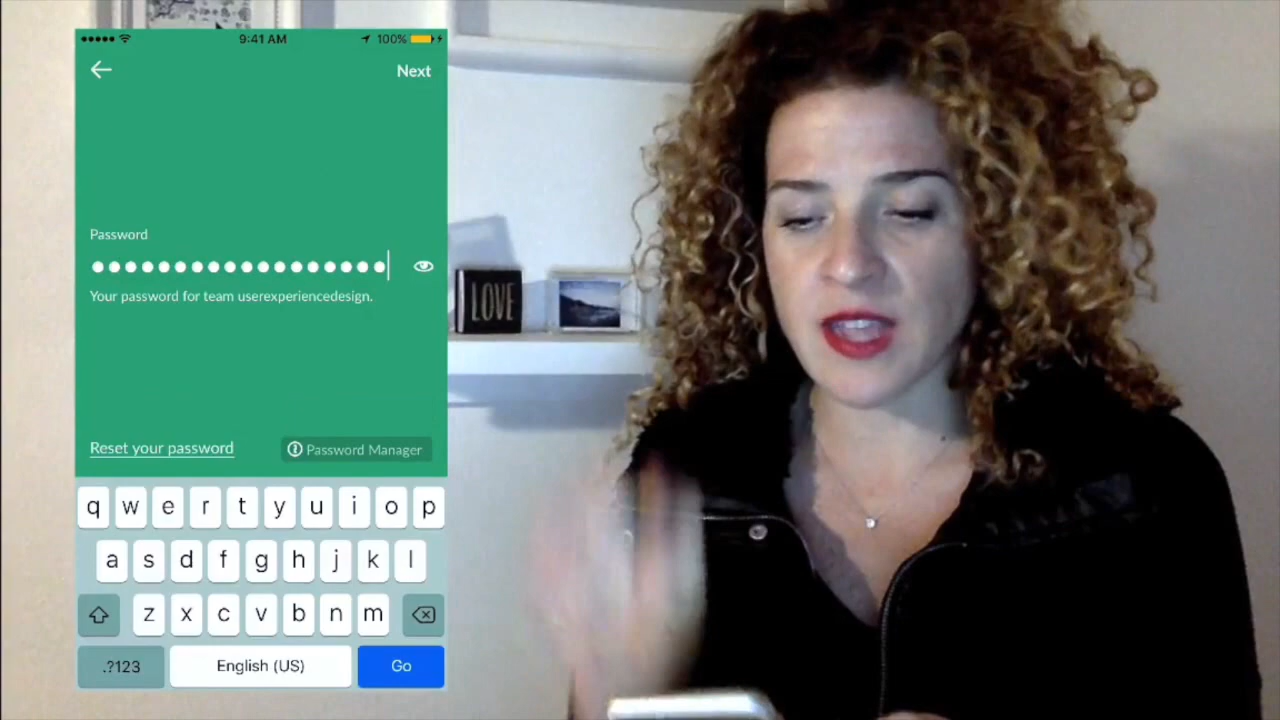 9:41 AM
100%
Next
Password
Your password for team userexperiencedesign.
Reset your password
Password Manager
q w e r t y u i o p
a s d f g h j k l
z x c v b n m
.?123
English (US)
Go
LOVE